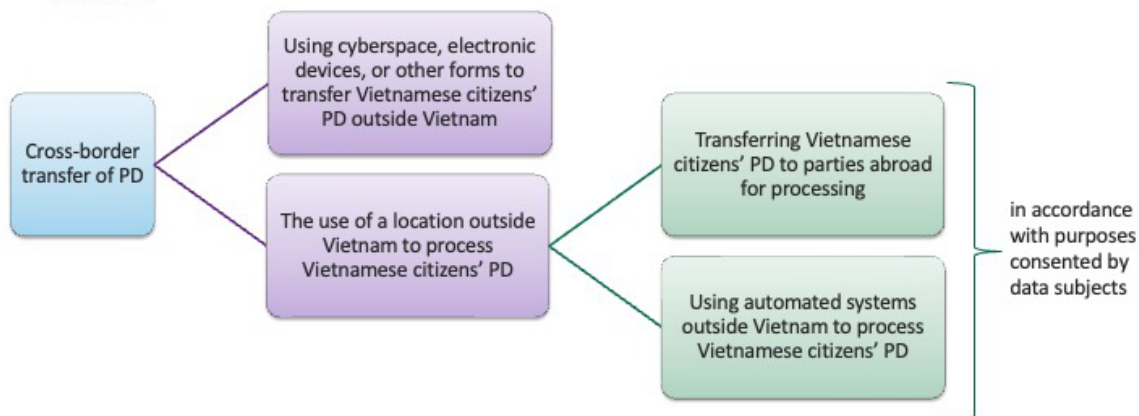 Cross-border
transfer of PD
Using cyberspace, electronic
devices, or other forms to
transfer Vietnamese citizens’
PD outside Vietnam
The use of a location outside
Vietnam to process
Vietnamese citizens’ PD
Transferring Vietnamese
citizens’ PD to parties abroad
for processing
Using automated systems
outside Vietnam to process
Vietnamese citizens’ PD
in accordance
with purposes
consented by
data subjects